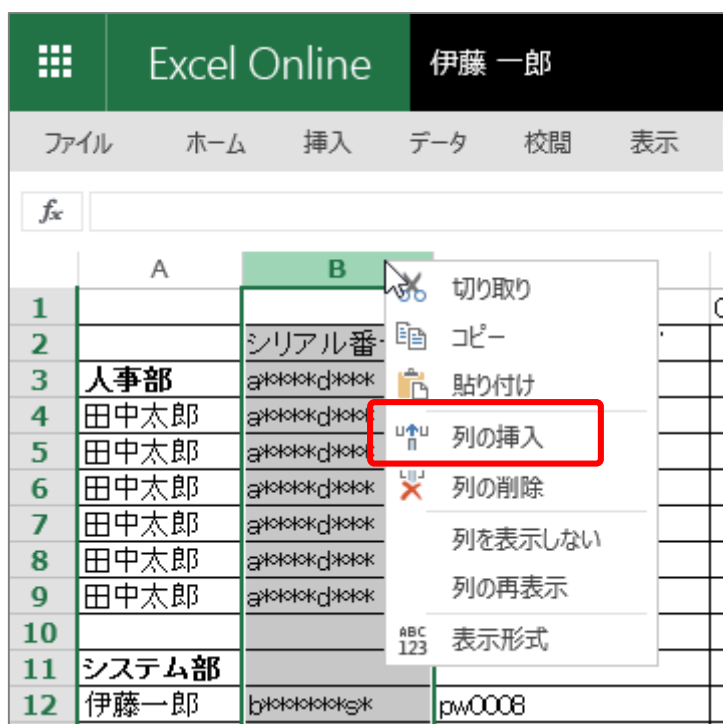 Excel Online 伊藤 一郎
ファイル ホーム 挿入 データ 校閲 表示
fx
A B
切り取り
コピー
貼り付け
列の挿入
列の削除
列を表示しない
列の再表示
ABC
123 表示形式
1
2 シリアル番
3 人事部 a****d***
4 田中太郎 a****d***
5 田中太郎 a****d***
6 田中太郎 a****d***
7 田中太郎 a****d***
8 田中太郎 a****d***
9 田中太郎 a****d***
10
11 システム部
12 伊藤一郎 b******s* pw0008